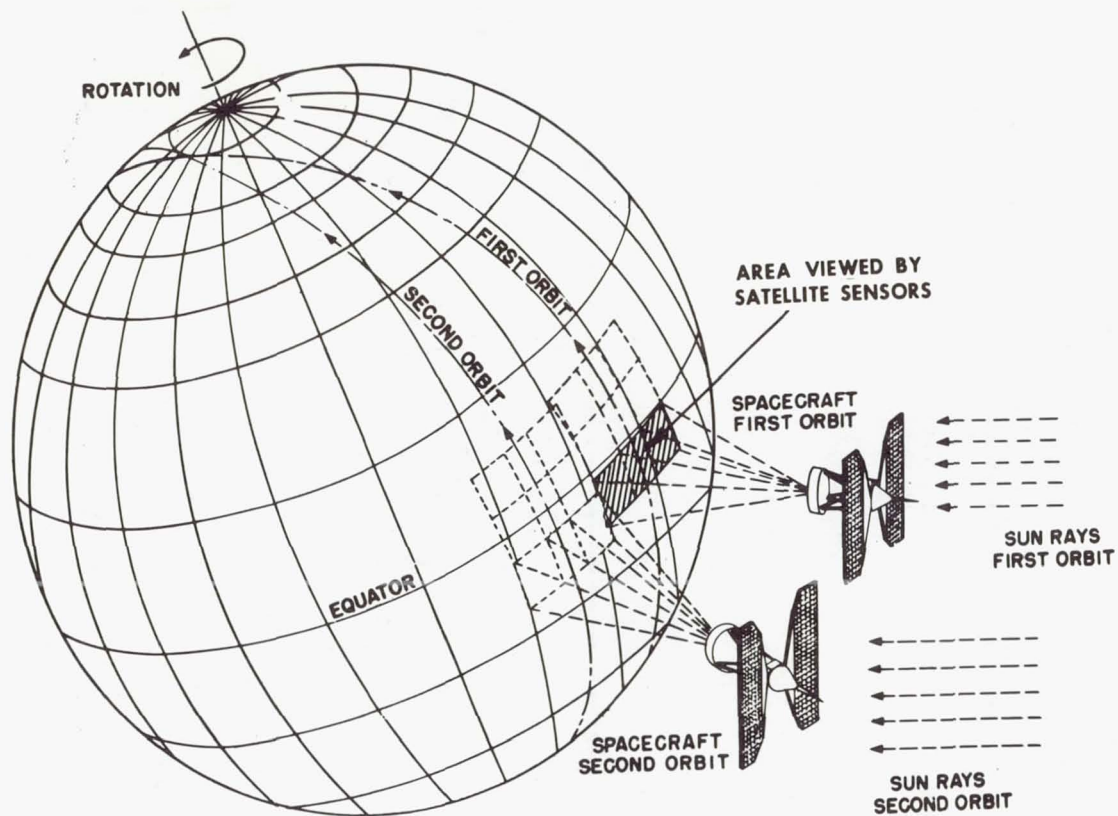 ROTATION
FIRST ORBIT
SECOND ORBIT
AREA VIEWED BY
SATELLITE SENSORS
SPACECRAFT
FIRST ORBIT
SUN RAYS
FIRST ORBIT
EQUATOR
SPACECRAFT
SECOND ORBIT
SUN RAYS
SECOND ORBIT